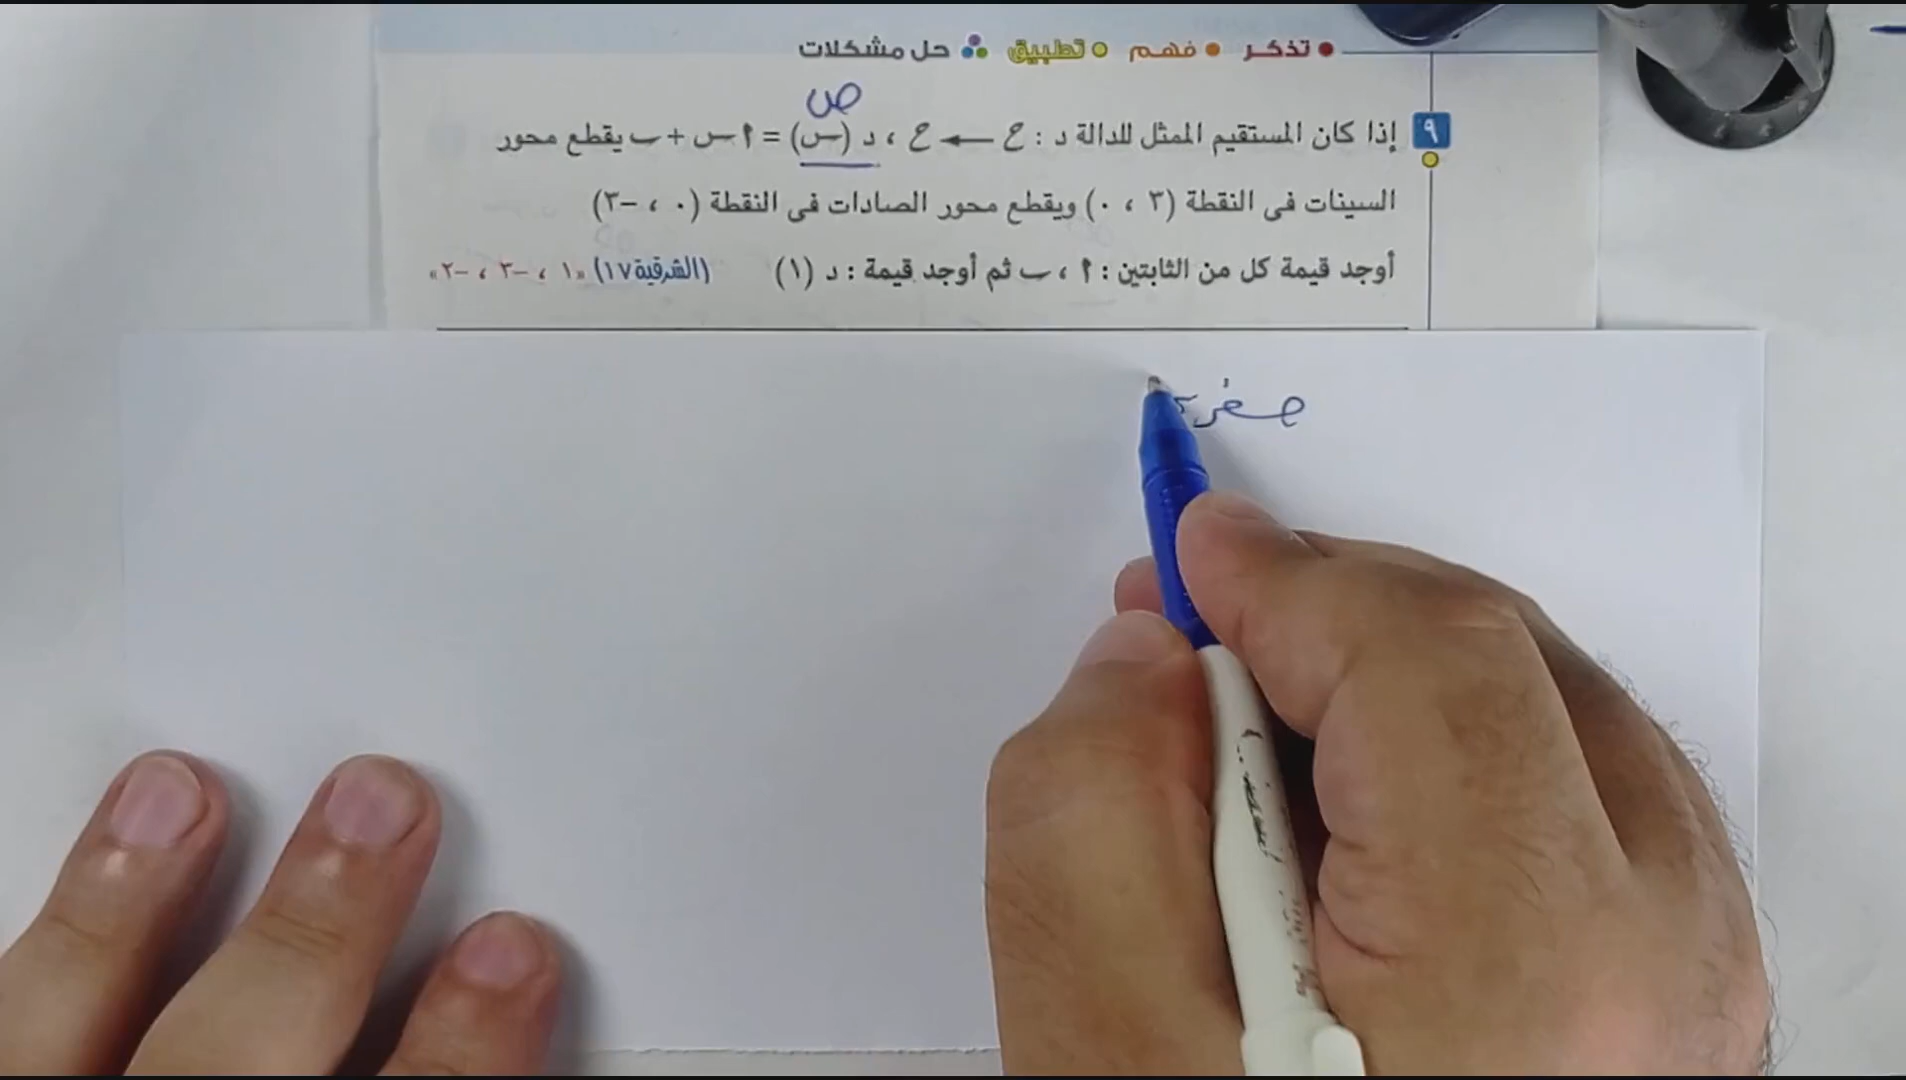 تذكر فهم تطبيق حل مشكلات
ص
٩ إذا كان المستقيم الممثل للدالة د : ح ← ح ، د (س) = ا س + ب يقطع محور
السينات فى النقطة (٣ ، ٠) ويقطع محور الصادات فى النقطة (٠ ، -٣)
أوجد قيمة كل من الثابتين : ا ، ب ثم أوجد قيمة : د (١) (الشرقية ١٧) «١ ، -٣ ، -٢»
صفر